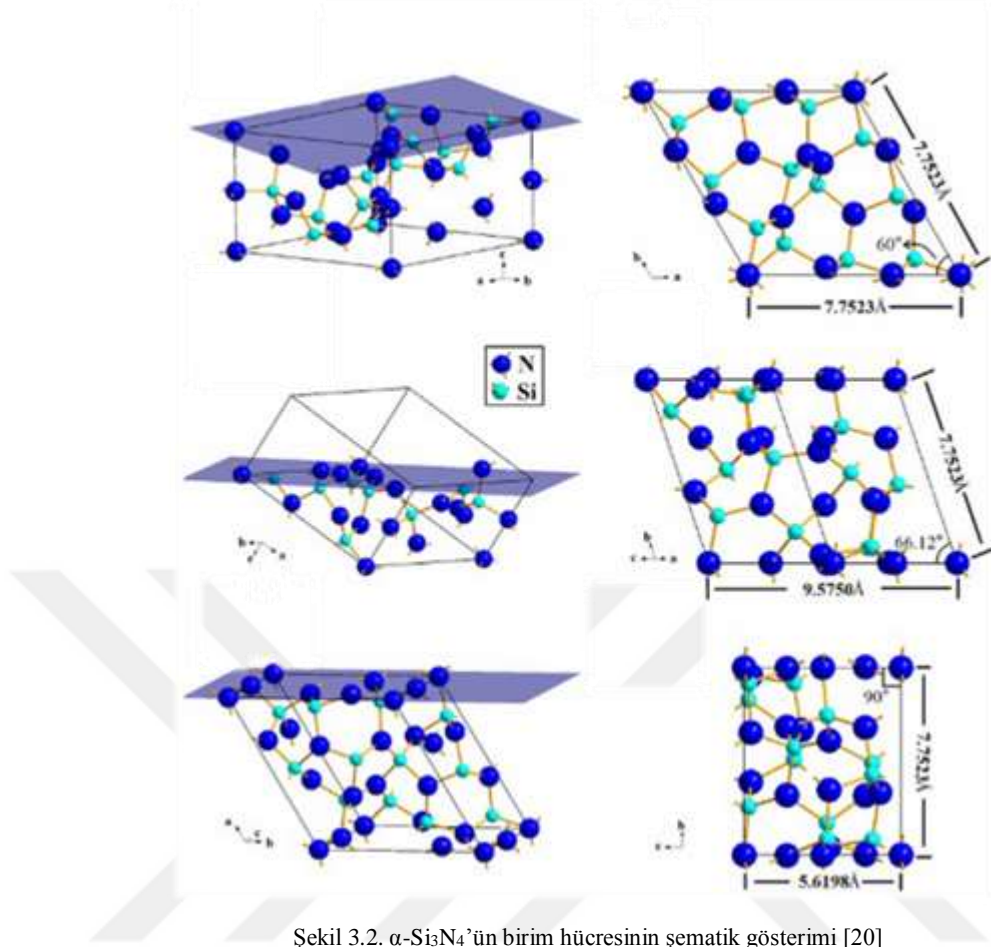 7.7523Å
60°
b
a
7.7523Å
c
a b
N
Si
7.7523Å
66.12°
b
c a
9.5750Å
b
c a
90°
7.7523Å
b
c
5.6198Å
a
c
b
Şekil 3.2. α-Si₃N₄’ün birim hücresinin şematik gösterimi [20]